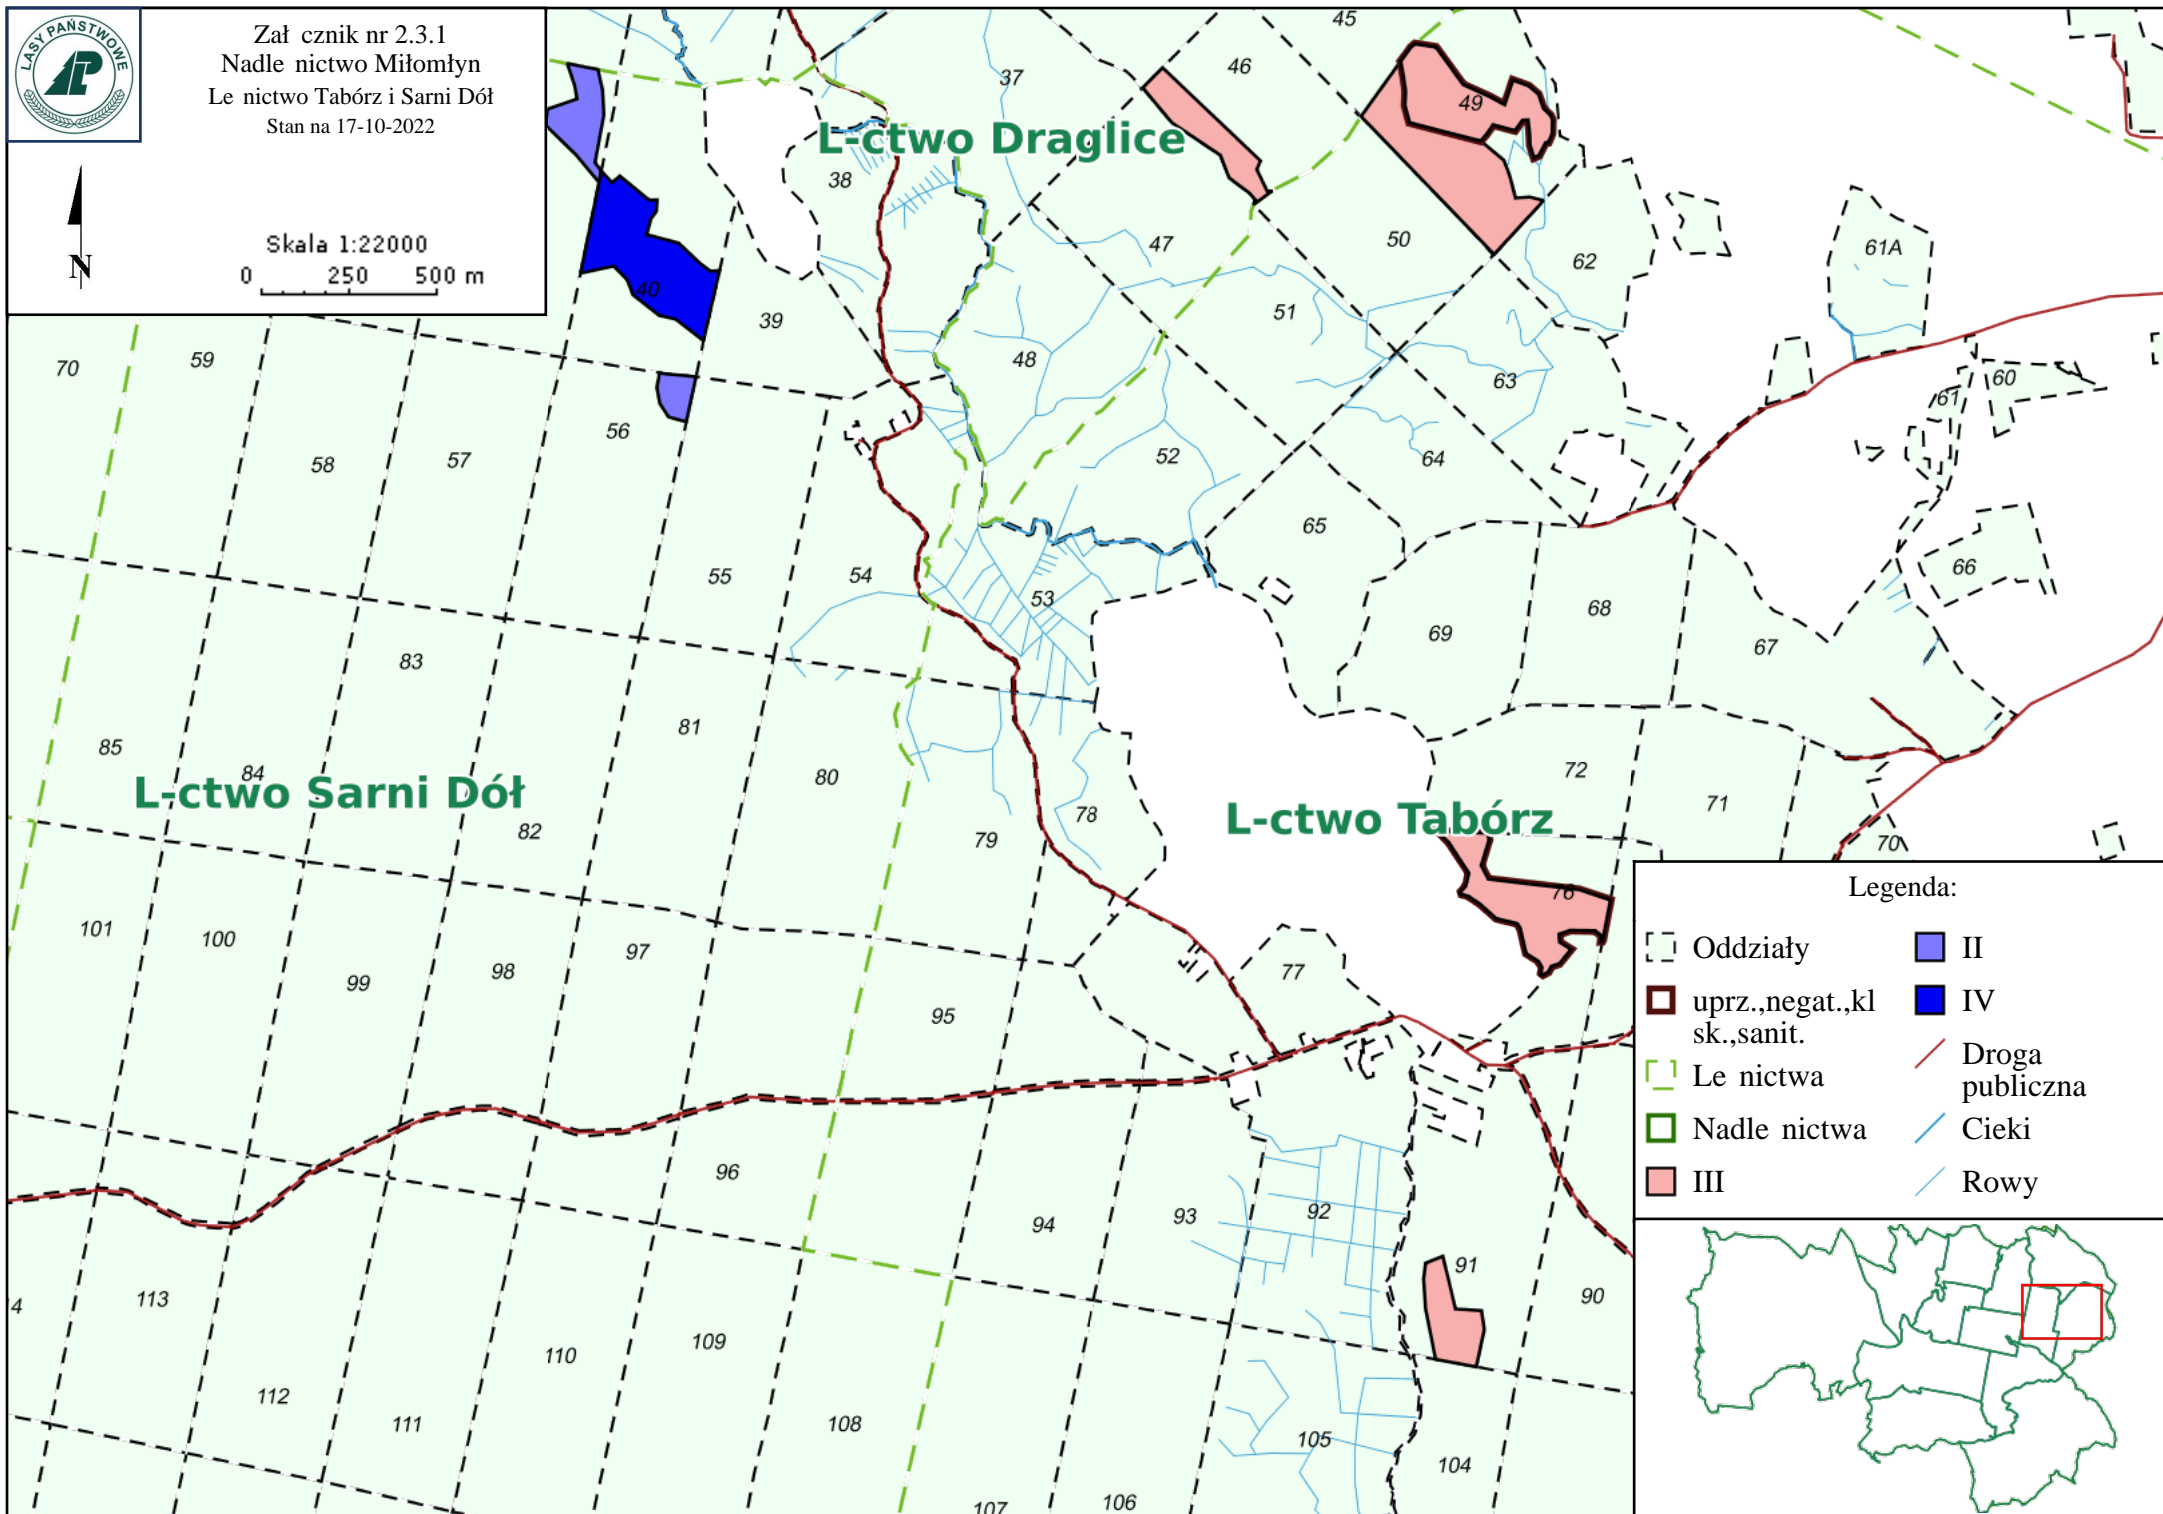 LASY PAŃSTWOWE
Zał cznik nr 2.3.1
Nadle nictwo Miłomłyn
Le nictwo Tabórz i Sarni Dół
Stan na 17-10-2022
N
Skala 1:22000
0 250 500 m
45
46
37
49
L-ctwo Draglice
38
47
50
62
61A
40
39
51
70
59
48
63
60
61
56
58
57
52
64
65
55
54
53
66
68
69
67
83
81
85
84
80
72
71
L-ctwo Sarni Dół
82
79
78
L-ctwo Tabórz
70
76
101
100
99
98
97
95
77
96
94
93
92
91
90
4
113
112
111
110
109
108
107
106
105
104
Legenda:
Oddziały
uprz.,negat.,kl
sk.,sanit.
Le nictwa
Nadle nictwa
III
II
IV
Droga
publiczna
Cieki
Rowy